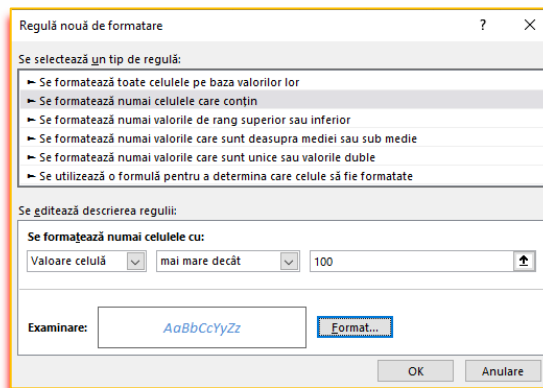 Regulă nouă de formatare ? ×
Se selectează un tip de regulă:
► Se formatează toate celulele pe baza valorilor lor
► Se formatează numai celulele care conțin
► Se formatează numai valorile de rang superior sau inferior
► Se formatează numai valorile care sunt deasupra mediei sau sub medie
► Se formatează numai valorile care sunt unice sau valorile duble
► Se utilizează o formulă pentru a determina care celule să fie formatate
Se editează descrierea regulii:
Se formatează numai celulele cu:
Valoare celulă mai mare decât 100
Examinare: AaBbCcYyZz Format...
OK Anulare